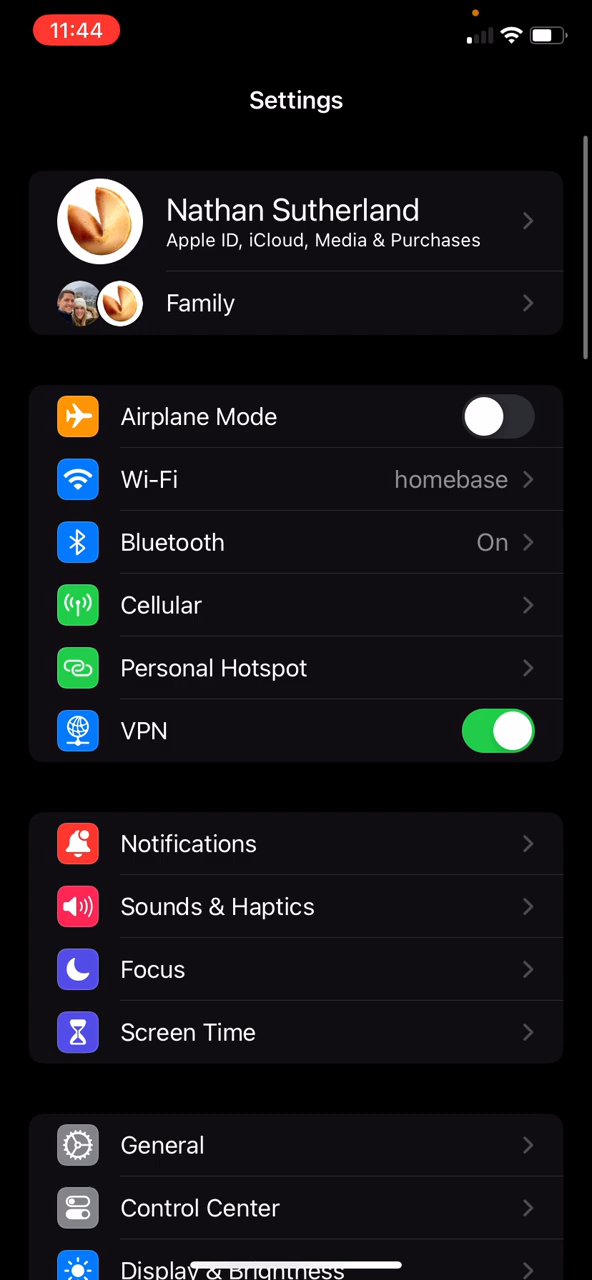 11:44
Settings
Nathan Sutherland
Apple ID, iCloud, Media & Purchases
Family
Airplane Mode
Wi-Fi homebase
Bluetooth On
Cellular
Personal Hotspot
VPN
Notifications
Sounds & Haptics
Focus
Screen Time
General
Control Center
Display & Brightness